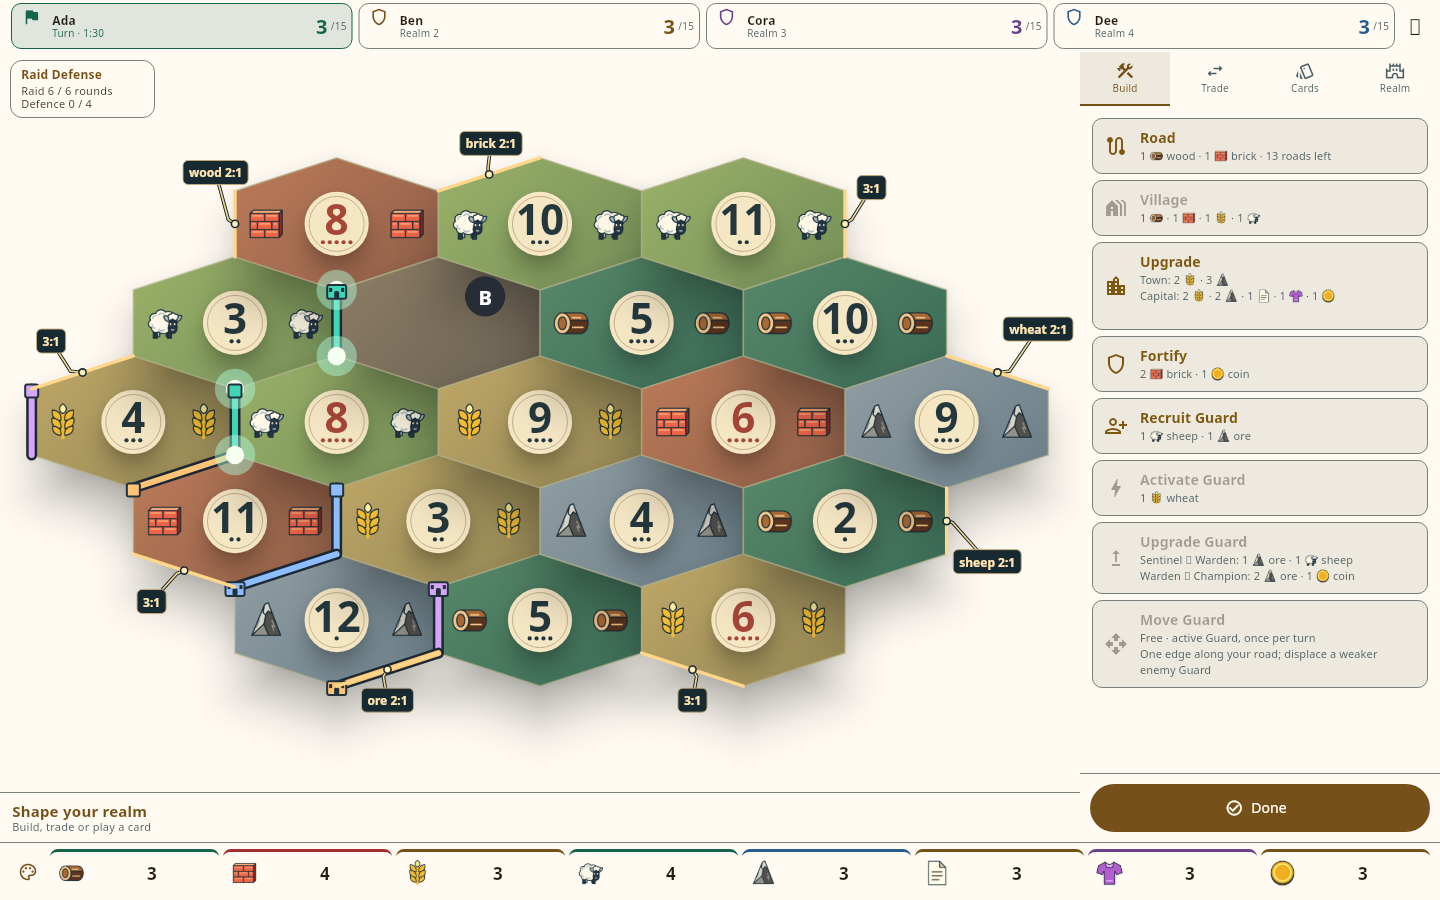 Ada
Turn · 1:30
3 /15
Ben
Realm 2
3 /15
Cora
Realm 3
3 /15
Dee
Realm 4
3 /15
Raid Defense
Raid 6 / 6 rounds
Defence 0 / 4
Build
Trade
Cards
Realm
brick 2:1
wood 2:1
3:1
8
10
11
B
3
5
10
3:1
wheat 2:1
4
8
9
6
9
11
3
4
2
sheep 2:1
3:1
12
5
6
ore 2:1
3:1
Road
1 wood · 1 brick · 13 roads left
Village
1 · 1 · 1 · 1
Upgrade
Town: 2 · 3
Capital: 2 · 2 · 1 · 1 · 1
Fortify
2 brick · 1 coin
Recruit Guard
1 sheep · 1 ore
Activate Guard
1 wheat
Upgrade Guard
Sentinel Warden: 1 ore · 1 sheep
Warden Champion: 2 ore · 1 coin
Move Guard
Free · active Guard, once per turn
One edge along your road; displace a weaker
enemy Guard
Done
Shape your realm
Build, trade or play a card
3
4
3
4
3
3
3
3